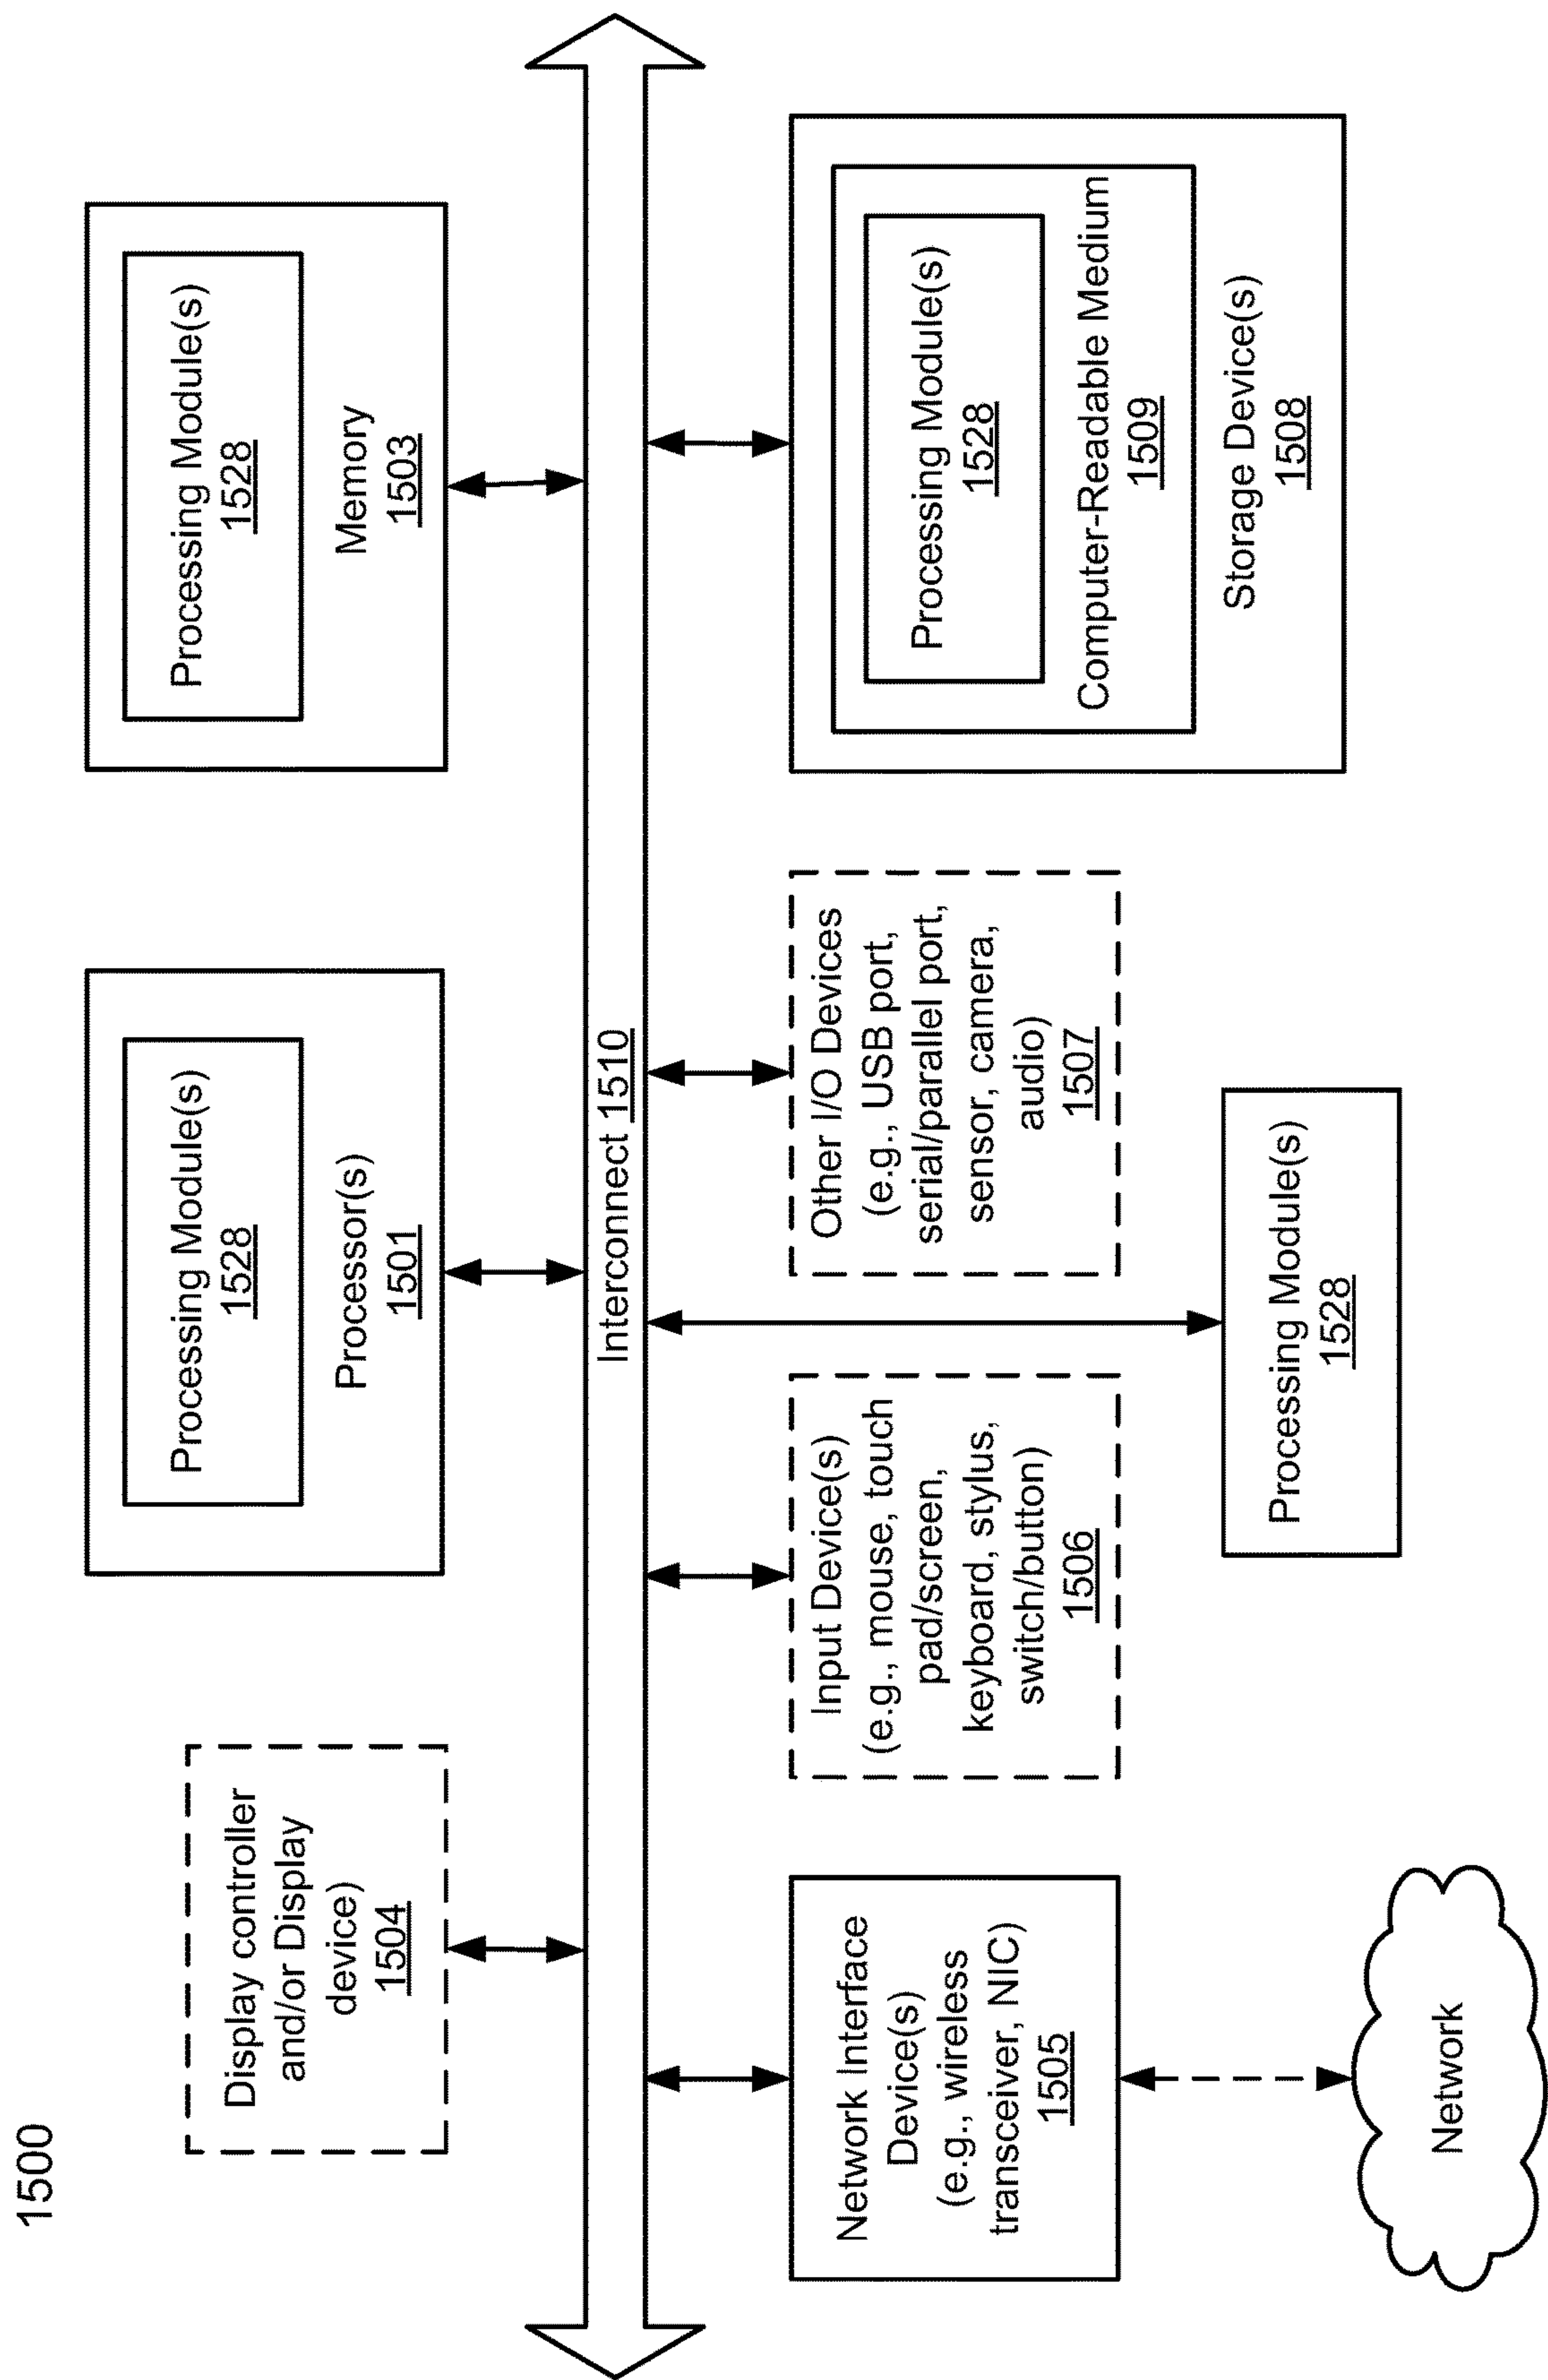 1500
Display controller
and/or Display
device)
1504
Processing Module(s)
1528
Processor(s)
1501
Processing Module(s)
1528
Memory
1503
Interconnect 1510
Network Interface
Device(s)
(e.g., wireless
transceiver, NIC)
1505
Input Device(s)
(e.g., mouse, touch
pad/screen,
keyboard, stylus,
switch/button)
1506
Other I/O Devices
(e.g., USB port,
serial/parallel port,
sensor, camera,
audio)
1507
Processing Module(s)
1528
Computer-Readable Medium
1509
Storage Device(s)
1508
Processing Module(s)
1528
Network